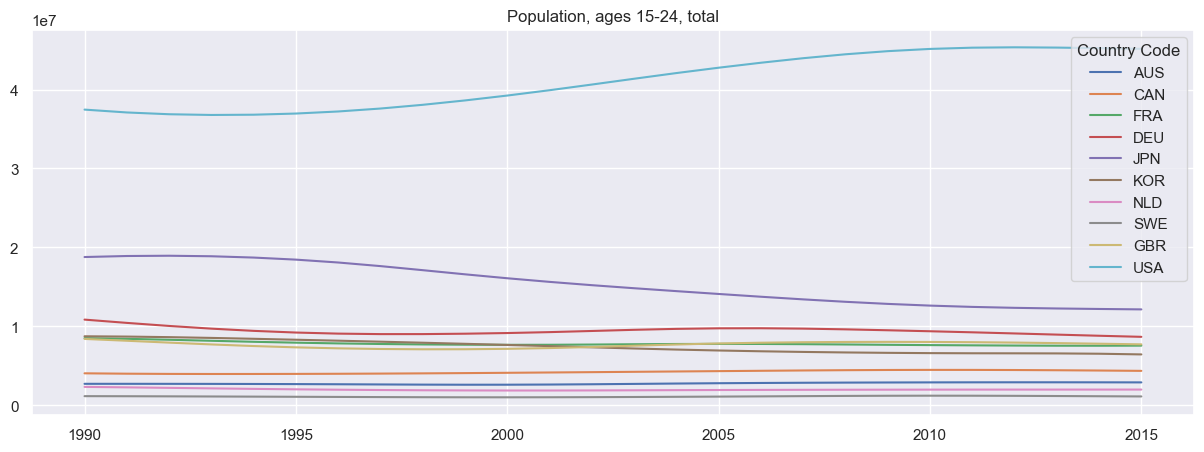 Population, ages 15-24, total
1e7
4
3
2
1
0
1990
1995
2000
2005
2010
2015
Country Code
AUS
CAN
FRA
DEU
JPN
KOR
NLD
SWE
GBR
USA